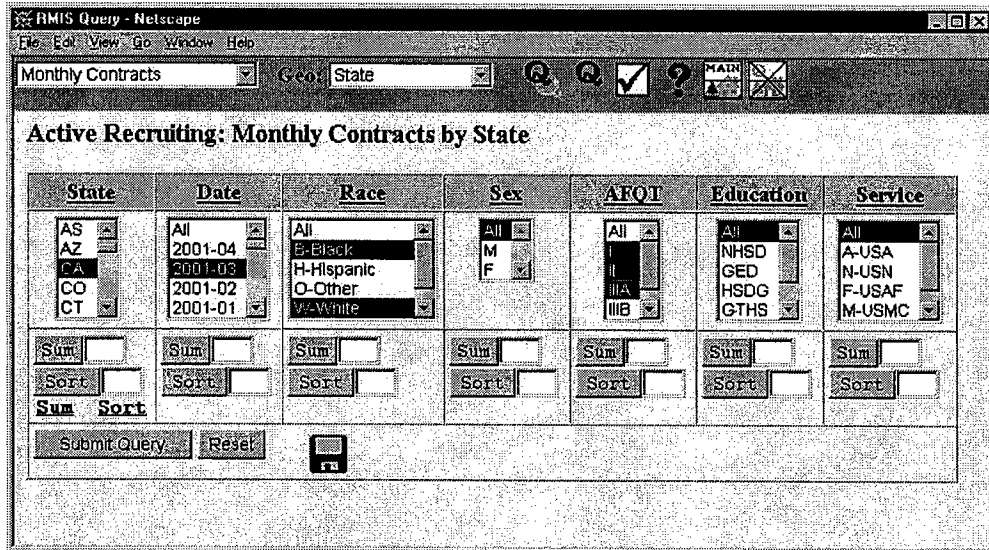 RMIS Query - Netscape
File Edit View Go Window Help
Monthly Contracts Geo: State MAIN
Active Recruiting: Monthly Contracts by State
State Date Race Sex AFQT Education Service
AS All All All All All All
AZ 2001-04 B-Black M I NHSD A-USA
CA 2001-03 H-Hispanic F II GED N-USN
CO 2001-02 O-Other IIIA HSDG F-USAF
CT 2001-01 W-White IIIB GTHS M-USMC
Sum Sum Sum Sum Sum Sum Sum
Sort Sort Sort Sort Sort Sort Sort
Sum Sort
Submit Query Reset